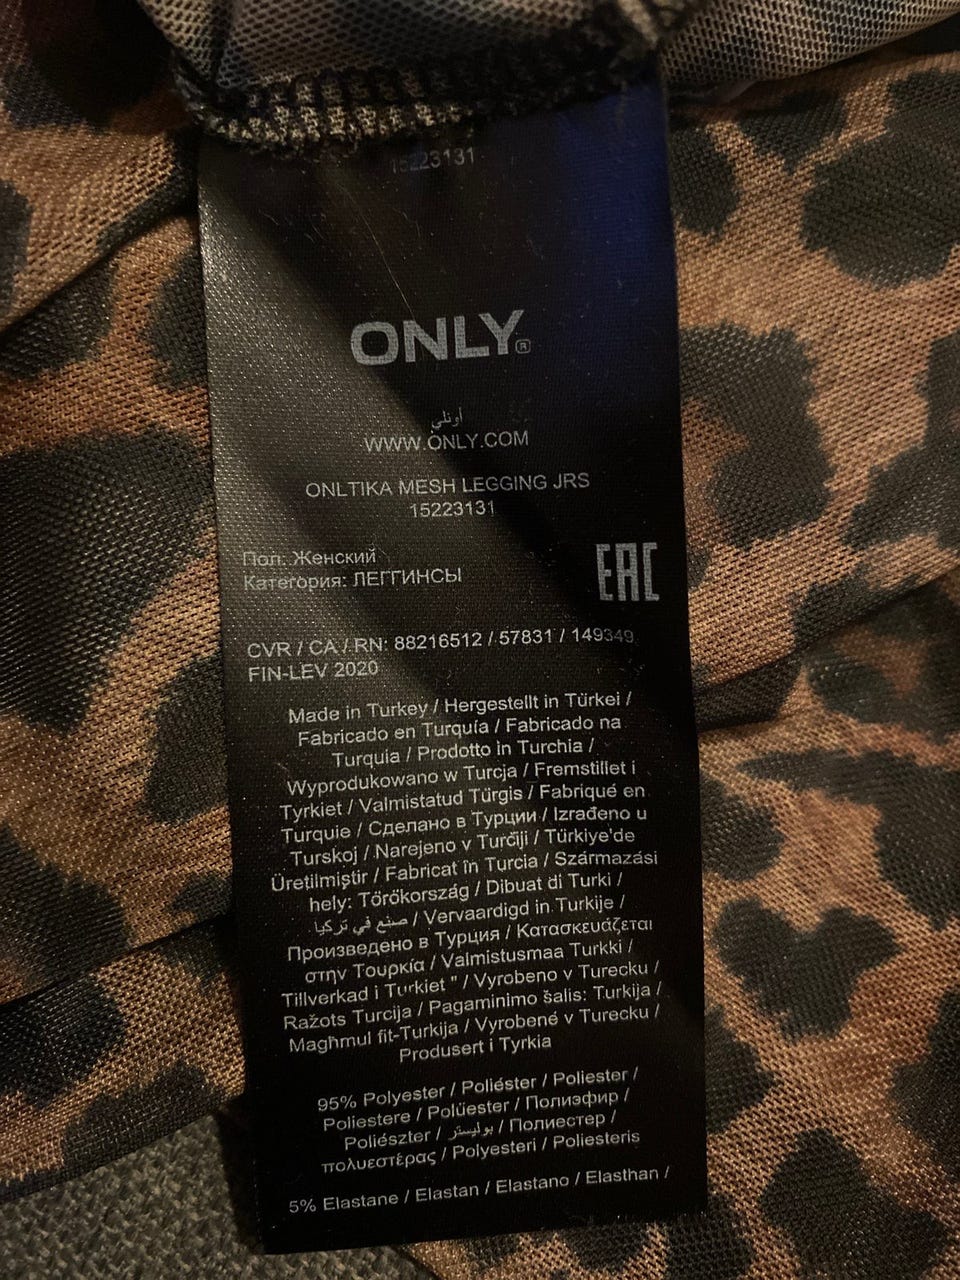 15223131
ONLY®
أونلي
WWW.ONLY.COM
ONLTIKA MESH LEGGING JRS
15223131
Пол: Женский
Категория: ЛЕГГИНСЫ
EAC
CVR / CA / RN: 88216512 / 57831 / 149349
FIN-LEV 2020
Made in Turkey / Hergestellt in Türkei /
Fabricado en Turquía / Fabricado na
Turquia / Prodotto in Turchia /
Wyprodukowano w Turcja / Fremstillet i
Tyrkiet / Valmistatud Türgis / Fabriqué en
Turquie / Сделано в Турции / Izrađeno u
Turskoj / Narejeno v Turčiji / Türkiye'de
Üretilmiştir / Fabricat în Turcia / Származási
hely: Törökország / Dibuat di Turki /
صنع في تركيا / Vervaardigd in Turkije /
Произведено в Турция / Κατασκευάζεται
στην Τουρκία / Valmistusmaa Turkki /
Tillverkad i Turkiet " / Vyrobeno v Turecku /
Ražots Turcija / Pagaminimo šalis: Turkija /
Magħmul fit-Turkija / Vyrobené v Turecku /
Produsert i Tyrkia
95% Polyester / Poliéster / Poliester /
Poliestere / Polüester / Полиэфир /
Poliészter / بوليستر / Полиестер /
πολυεστέρας / Polyesteri / Poliesteris
5% Elastane / Elastan / Elastano / Elasthan /